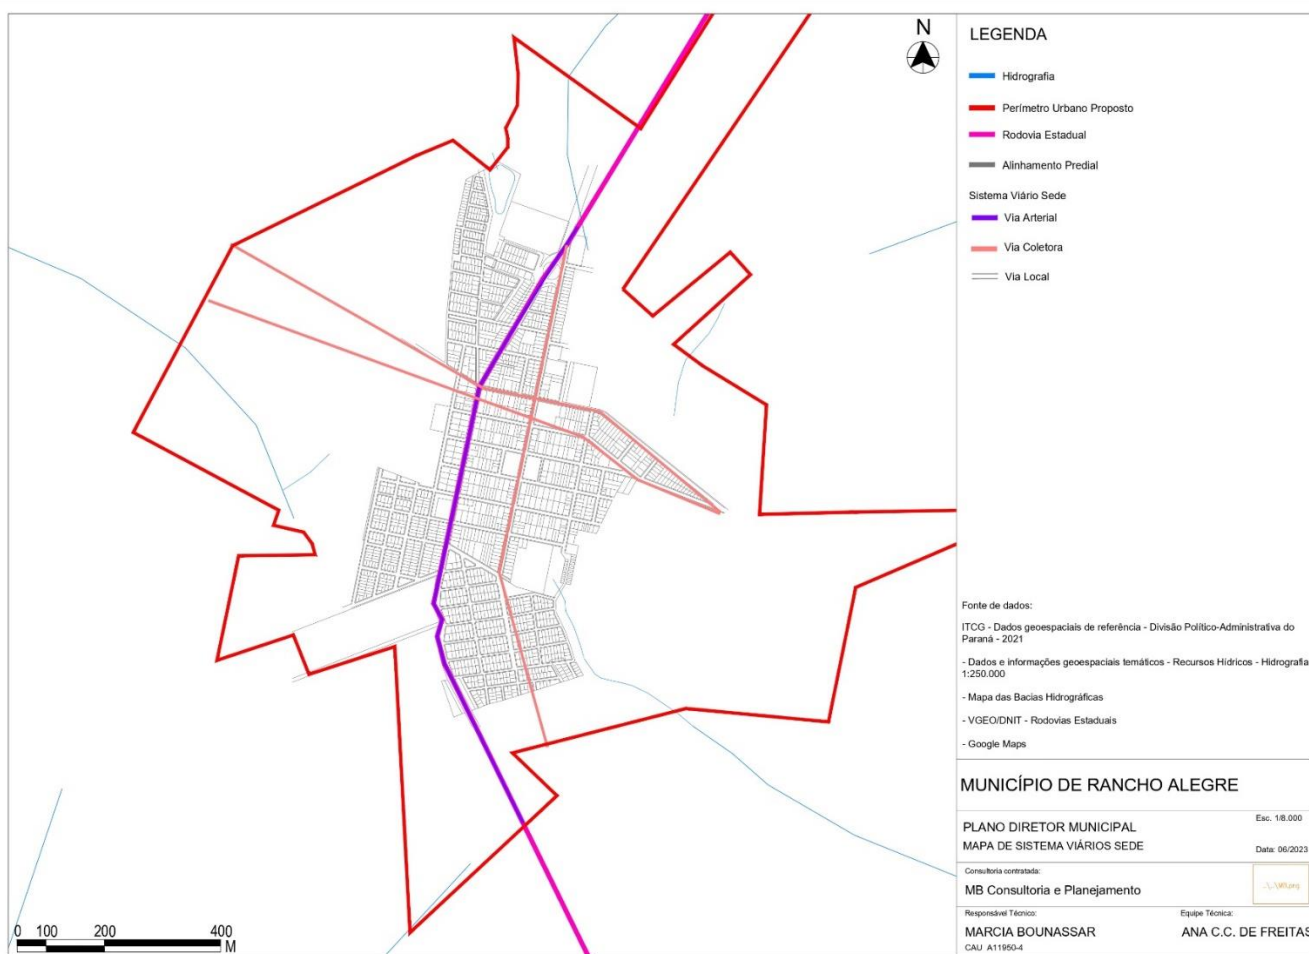 N
LEGENDA
Hidrografia
Perímetro Urbano Proposto
Rodovia Estadual
Alinhamento Predial
Sistema Viário Sede
Via Arterial
Via Coletora
Via Local
Fonte de dados:
ITCG - Dados geoespaciais de referência - Divisão Político-Administrativa do
Paraná - 2021
- Dados e informações geoespaciais temáticos - Recursos Hídricos - Hidrografia
1:250.000
- Mapa das Bacias Hidrográficas
- VGEO/DNIT - Rodovias Estaduais
- Google Maps
MUNICÍPIO DE RANCHO ALEGRE
PLANO DIRETOR MUNICIPAL
Esc. 1/8.000
MAPA DE SISTEMA VIÁRIOS SEDE
Data: 06/2023
Consultoria contratada:
MB Consultoria e Planejamento
Responsável Técnico:
Equipe Técnica:
MARCIA BOUNASSAR
ANA C.C. DE FREITAS
CAU A11950-4
0 100 200 400
M